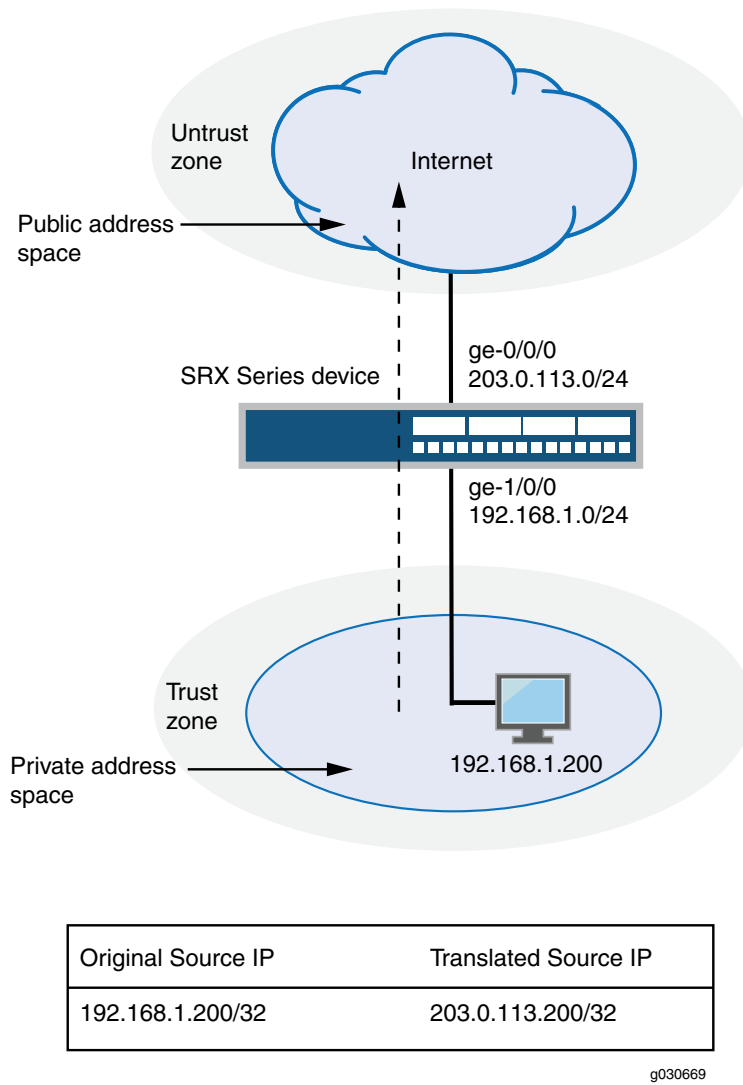 Untrust
zone
Internet
Public address
space
ge-0/0/0
203.0.113.0/24
SRX Series device
ge-1/0/0
192.168.1.0/24
Trust
zone
192.168.1.200
Private address
space
Original Source IP Translated Source IP
192.168.1.200/32 203.0.113.200/32
g030669